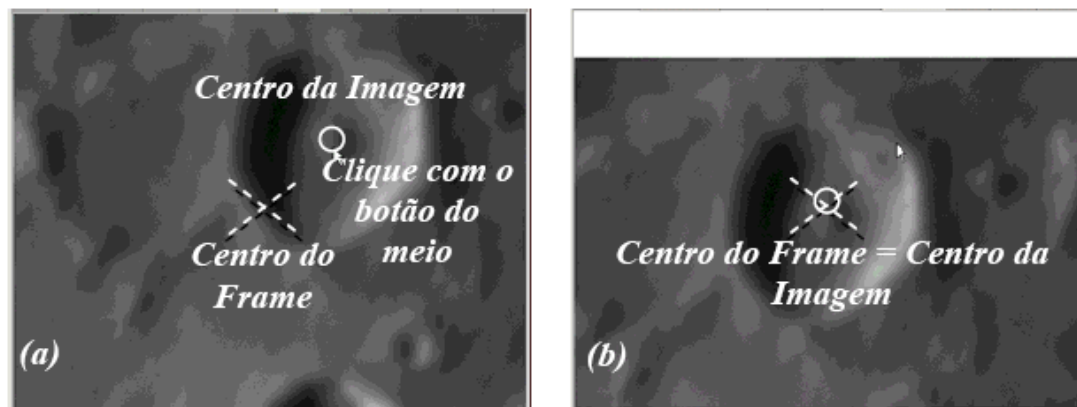 Centro da Imagem
Clique com o
botão do
meio
Centro do
Frame
(a)
Centro do Frame = Centro da
Imagem
(b)